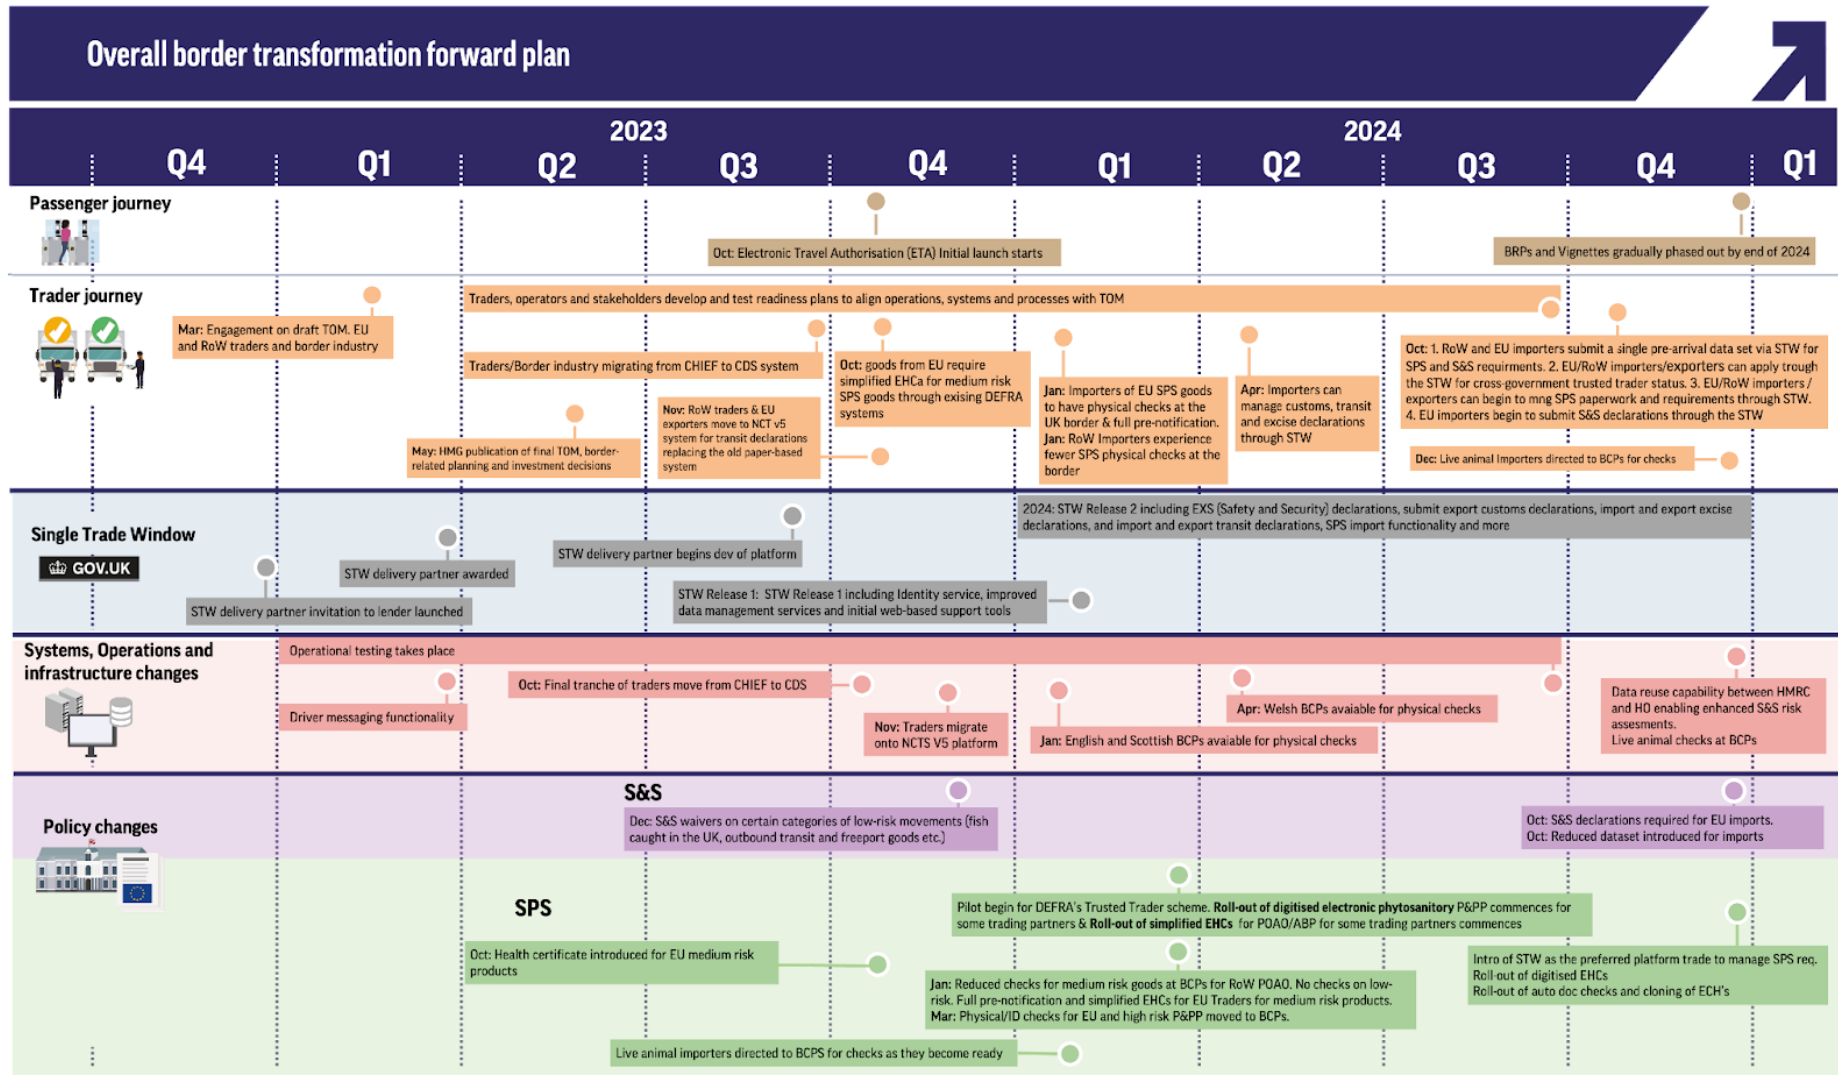 Overall border transformation forward plan
2023
2024
Q4
Q1
Q2
Q3
Q4
Q1
Q2
Q3
Q4
Q1
Passenger journey
Oct: Electronic Travel Authorisation (ETA) Initial launch starts
BRPs and Vignettes gradually phased out by end of 2024
Trader journey
Traders, operators and stakeholders develop and test readiness plans to align operations, systems and processes with TOM
Mar: Engagement on draft TOM. EU
and RoW traders and border industry
Traders/Border industry migrating from CHIEF to CDS system
May: HMG publication of final TOM, border-
related planning and investment decisions
Nov: RoW traders & EU
exporters move to NCT v5
system for transit declarations
replacing the old paper-based
system
Oct: goods from EU require
simplified EHCa for medium risk
SPS goods through exising DEFRA
systems
Jan: Importers of EU SPS goods
to have physical checks at the
UK border & full pre-notification.
Jan: RoW Importers experience
fewer SPS physical checks at the
border
Apr: Importers can
manage customs, transit
and excise declarations
through STW
Oct: 1. RoW and EU importers submit a single pre-arrival data set via STW for
SPS and S&S requirments. 2. EU/RoW importers/exporters can apply trough
the STW for cross-government trusted trader status. 3. EU/RoW importers /
exporters can begin to mng SPS paperwork and requirements through STW.
4. EU importers begin to submit S&S declarations through the STW
Dec: Live animal Importers directed to BCPs for checks
Single Trade Window
GOV.UK
STW delivery partner invitation to lender launched
STW delivery partner awarded
STW delivery partner begins dev of platform
STW Release 1: STW Release 1 including Identity service, improved
data management services and initial web-based support tools
2024: STW Release 2 including EXS (Safety and Security) declarations, submit export customs declarations, import and export excise
declarations, and import and export transit declarations, SPS import functionality and more
Systems, Operations and
infrastructure changes
Operational testing takes place
Driver messaging functionality
Oct: Final tranche of traders move from CHIEF to CDS
Nov: Traders migrate
onto NCTS V5 platform
Jan: English and Scottish BCPs avaiable for physical checks
Apr: Welsh BCPs avaiable for physical checks
Data reuse capability between HMRC
and HO enabling enhanced S&S risk
assesments.
Live animal checks at BCPs
Policy changes
S&S
Dec: S&S waivers on certain categories of low-risk movements (fish
caught in the UK, outbound transit and freeport goods etc.)
Oct: S&S declarations required for EU imports.
Oct: Reduced dataset introduced for imports
SPS
Oct: Health certificate introduced for EU medium risk
products
Pilot begin for DEFRA's Trusted Trader scheme. Roll-out of digitised electronic phytosanitory P&PP commences for
some trading partners & Roll-out of simplified EHCs for POAO/ABP for some trading partners commences
Jan: Reduced checks for medium risk goods at BCPs for RoW POAO. No checks on low-
risk. Full pre-notification and simplified EHCs for EU Traders for medium risk products.
Mar: Physical/ID checks for EU and high risk P&PP moved to BCPs.
Intro of STW as the preferred platform trade to manage SPS req.
Roll-out of digitised EHCs
Roll-out of auto doc checks and cloning of ECH's
Live animal importers directed to BCPS for checks as they become ready